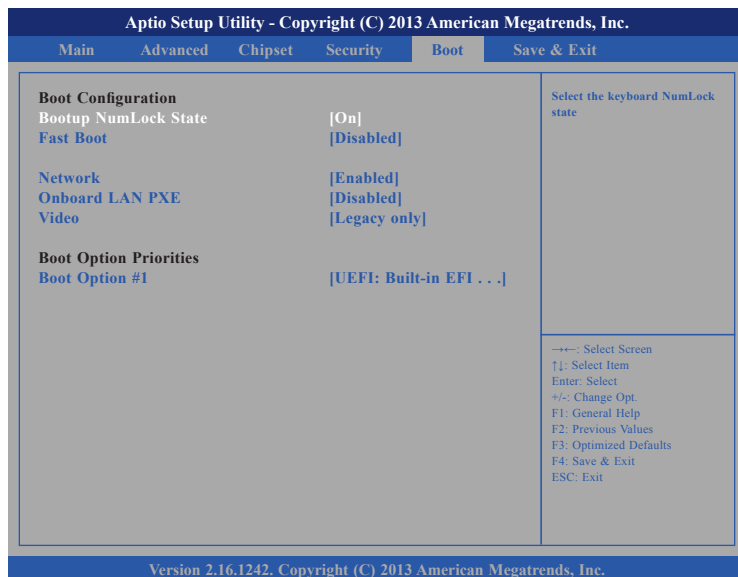 Aptio Setup Utility - Copyright (C) 2013 American Megatrends, Inc.
Main Advanced Chipset Security Boot Save & Exit
Boot Configuration
Bootup NumLock State [On]
Fast Boot [Disabled]
Network [Enabled]
Onboard LAN PXE [Disabled]
Video [Legacy only]
Boot Option Priorities
Boot Option #1 [UEFI: Built-in EFI . . .]
Select the keyboard NumLock
state
→←: Select Screen
↑↓: Select Item
Enter: Select
+/-: Change Opt.
F1: General Help
F2: Previous Values
F3: Optimized Defaults
F4: Save & Exit
ESC: Exit
Version 2.16.1242. Copyright (C) 2013 American Megatrends, Inc.